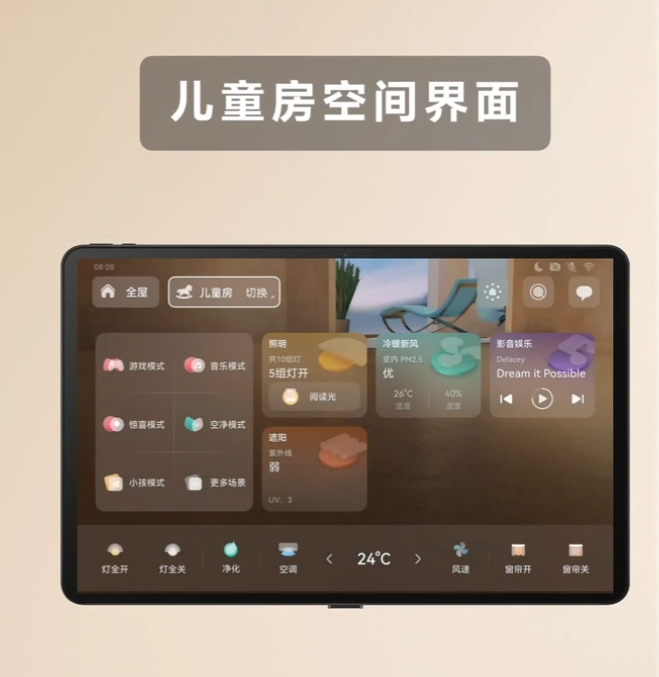 儿童房空间界面
08:08
全屋
儿童房 切换
游戏模式
音乐模式
惊喜模式
空净模式
小孩模式
更多场景
照明
共10组灯
5组灯开
阅读光
冷暖新风
室内 PM2.5
优
26°C 40%
温度 湿度
影音娱乐
Delacey
Dream it Possible
遮阳
紫外线
弱
UV: 3
灯全开
灯全关
净化
空调
24°C
风速
窗帘开
窗帘关